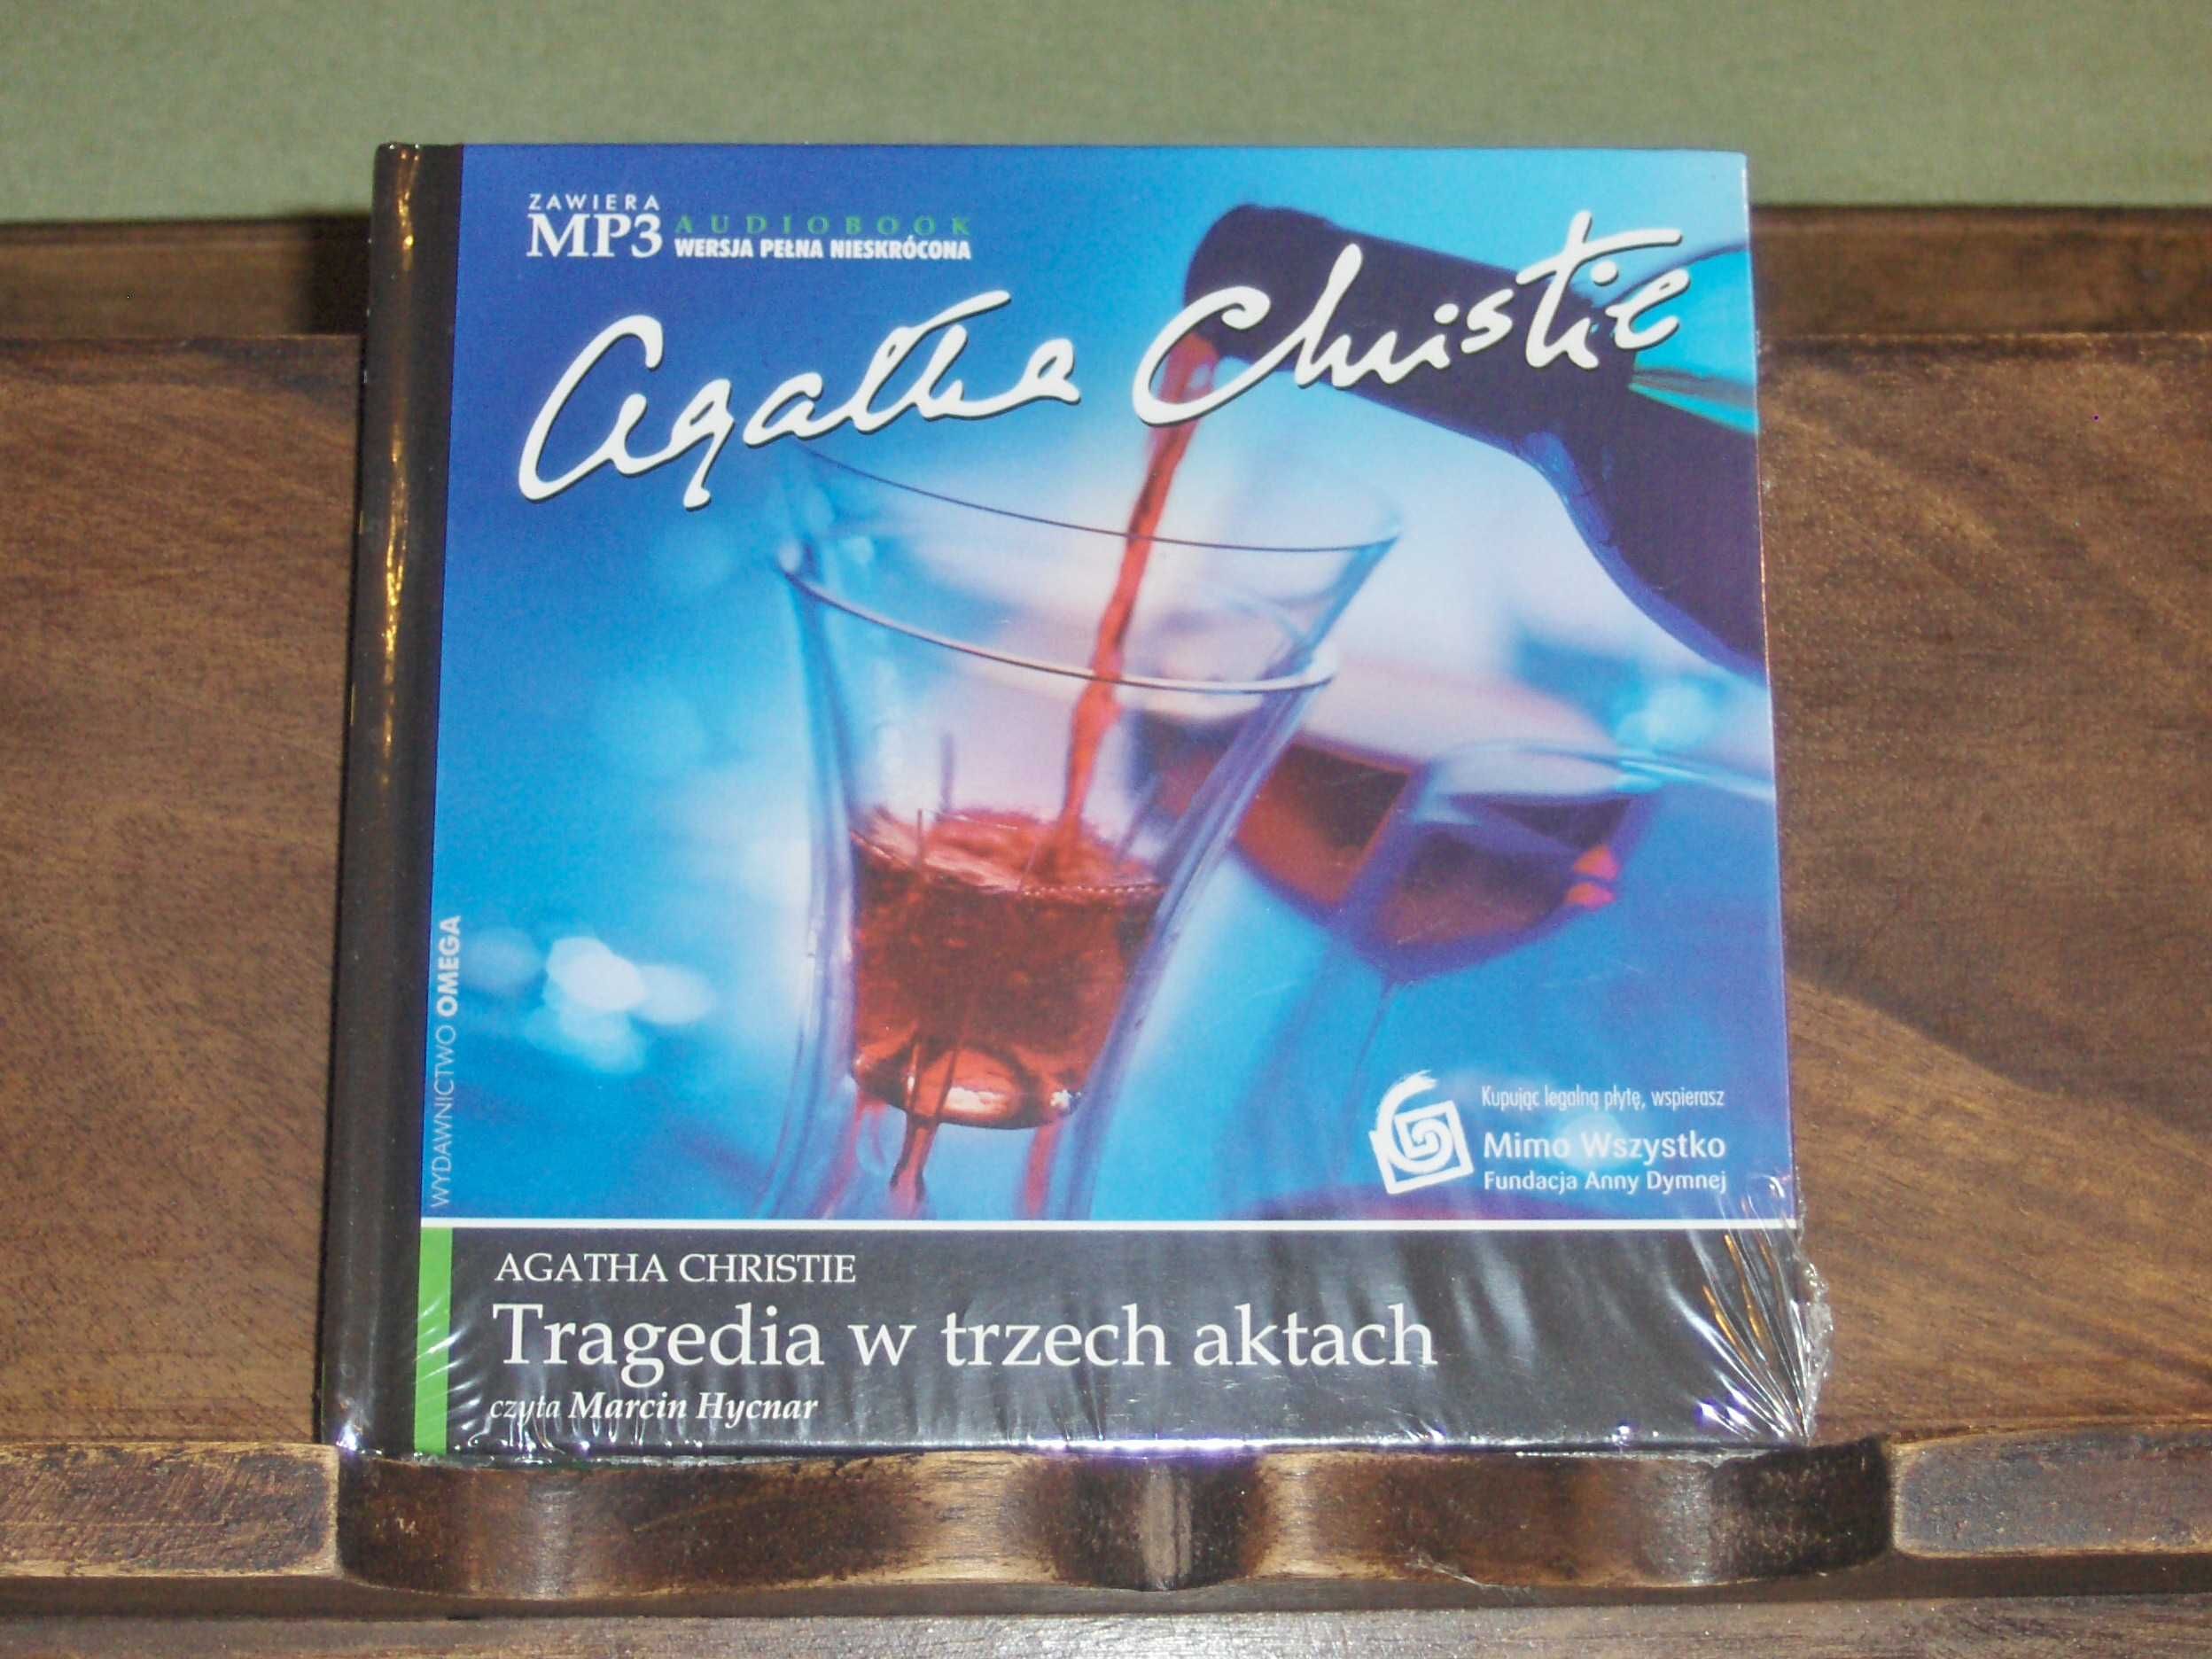 ZAWIERA
MP3 AUDIOBOOK
WERSJA PEŁNA NIESKRÓCONA
Agatha Christie
WYDAWNICTWO OMEGA
Kupując legalną płytę, wspierasz
Mimo Wszystko
Fundacja Anny Dymnej
AGATHA CHRISTIE
Tragedia w trzech aktach
czyta Marcin Hycnar